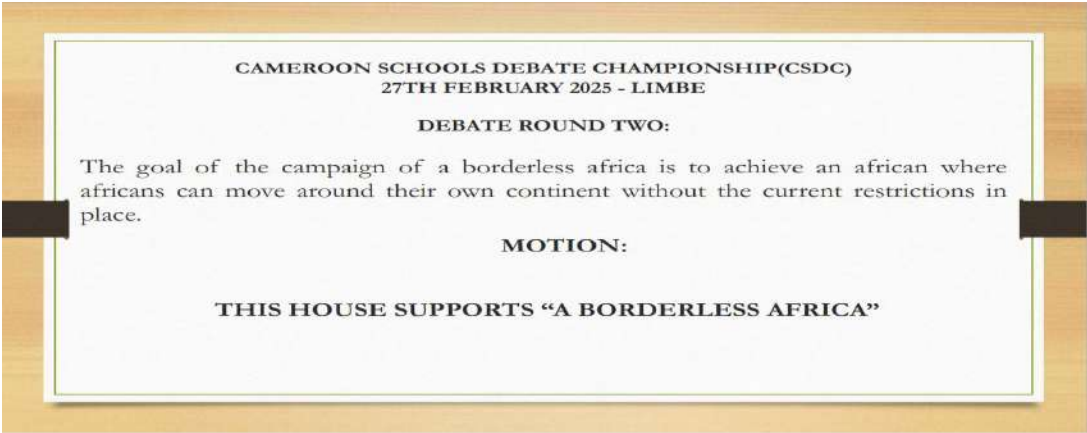 CAMEROON SCHOOLS DEBATE CHAMPIONSHIP(CSDC)
27TH FEBRUARY 2025 - LIMBE
DEBATE ROUND TWO:
The goal of the campaign of a borderless africa is to achieve an african where
africans can move around their own continent without the current restrictions in
place.
MOTION:
THIS HOUSE SUPPORTS “A BORDERLESS AFRICA”